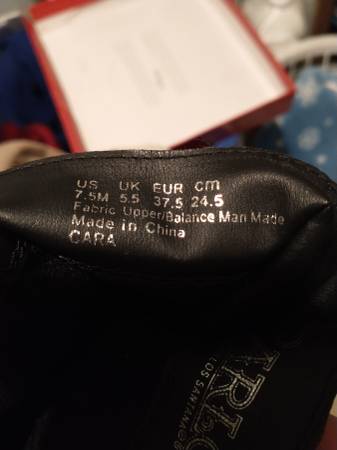 US UK EUR cm
7.5M 5.5 37.5 24.5
Fabric Upper/Balance Man Made
Made in China
CARA